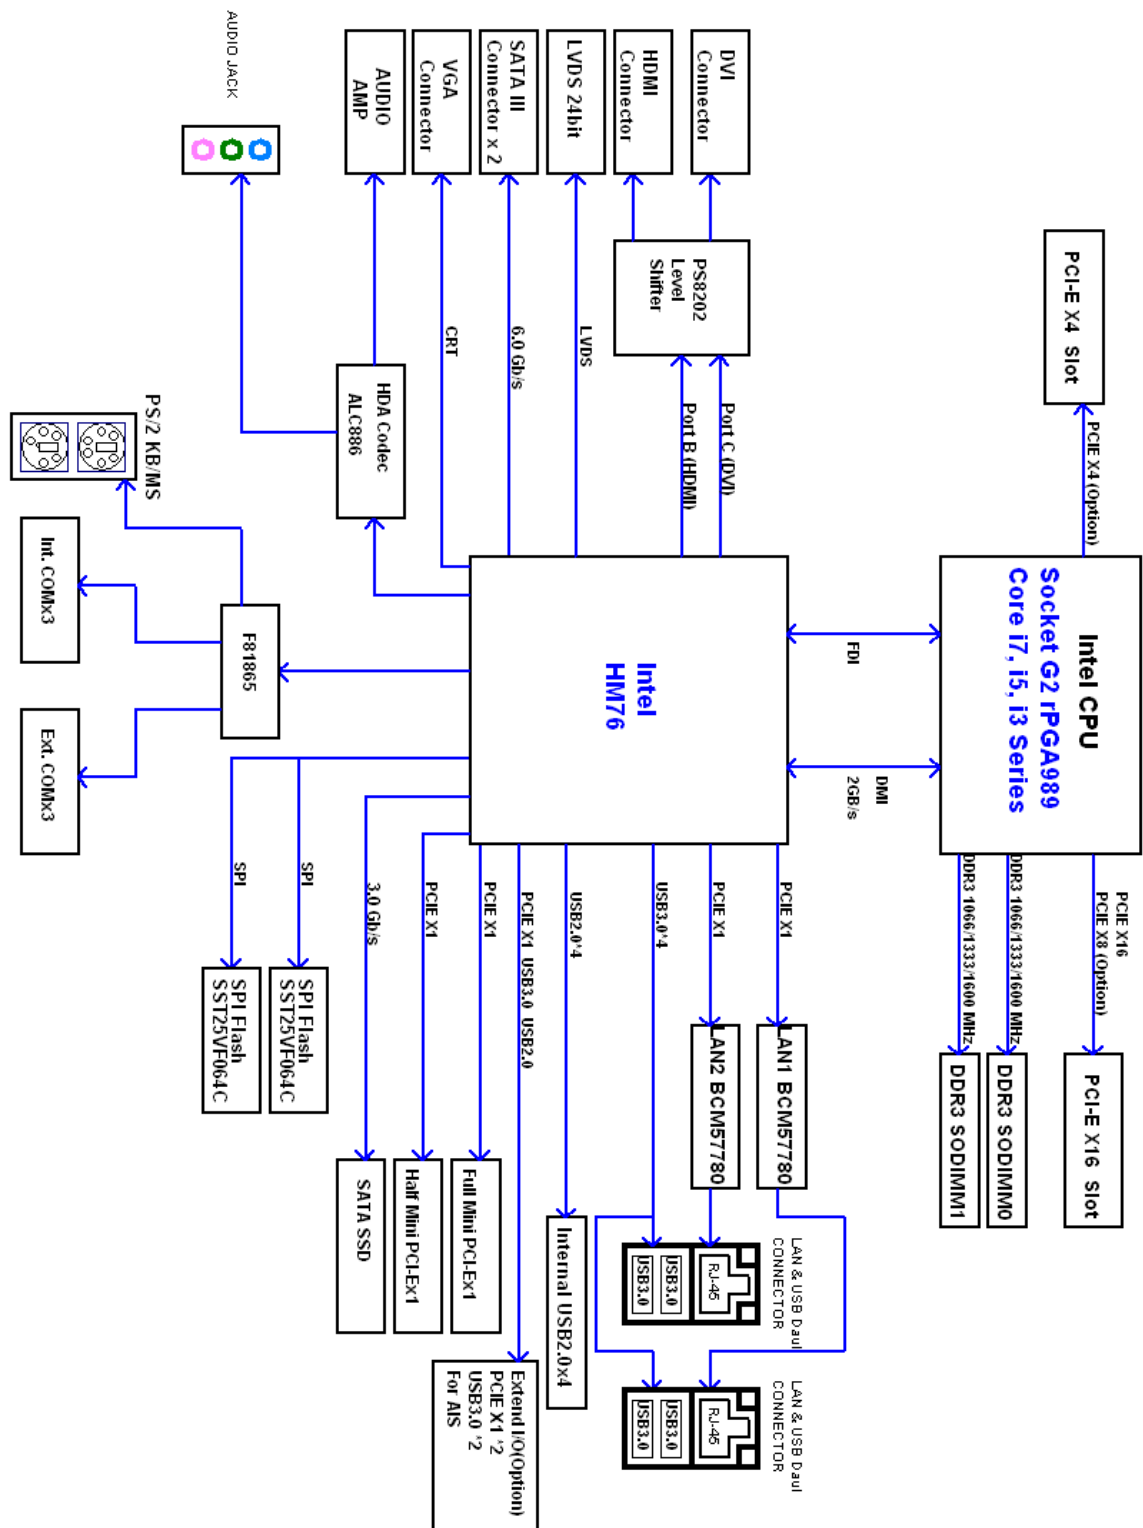 PCI-E X4 Slot
PCIE X4 (Option)
Intel CPU
Socket G2 rPGA989
Core i7, i5, i3 Series
PCIE X16
PCIE X8 (Option)
PCI-E X16 Slot
DDR3 1066/1333/1600 MHz
DDR3 SODIMM0
DDR3 1066/1333/1600 MHz
DDR3 SODIMM1
FDI
DMI
2GB/s
DVI
Connector
HDMI
Connector
PS8202
Level
Shifter
Port C (DVI)
Port B (HDMI)
LVDS 24bit
LVDS
SATA III
Connector x 2
6.0 Gb/s
VGA
Connector
CRT
AUDIO
AMP
HDA Codec
ALC886
AUDIO JACK
Intel
HM76
PCIE X1
LAN1 BCM57780
PCIE X1
LAN2 BCM57780
LAN & USB Daul
CONNECTOR
RJ-45
USB3.0
USB3.0
LAN & USB Daul
CONNECTOR
RJ-45
USB3.0
USB3.0
USB3.0*4
USB2.0*4
Internal USB2.0x4
PCIE X1 USB3.0 USB2.0
Extend I/O(Option)
PCIE X1 *2
USB3.0 *2
For AIS
PCIE X1
Full Mini PCI-Ex1
PCIE X1
Half Mini PCI-Ex1
3.0 Gb/s
SATA SSD
SPI
SPI Flash
SST25VF064C
SPI
SPI Flash
SST25VF064C
PS/2 KB/MS
F81865
Int. COMx3
Ext. COMx3